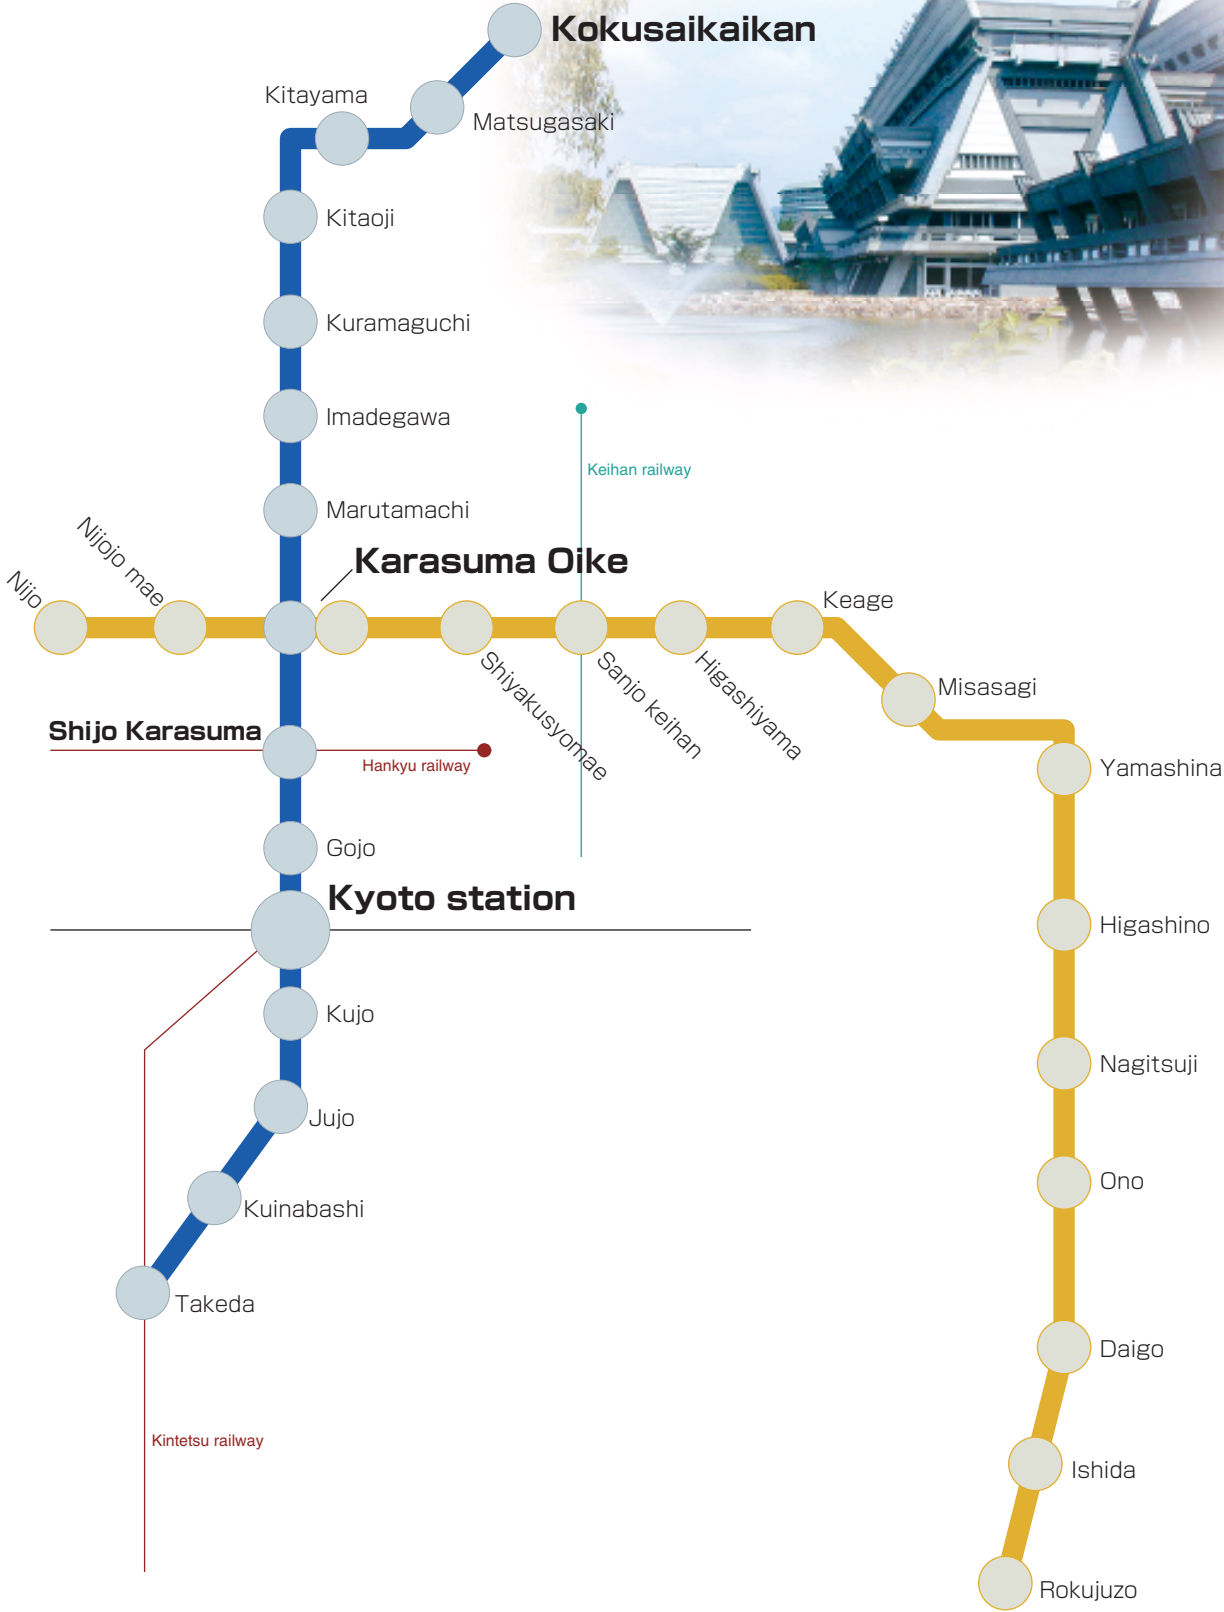 Kokusaikaikan
Kitayama
Matsugasaki
Kitaoji
Kuramaguchi
Imadegawa
Keihan railway
Marutamachi
Nijojo mae
Karasuma Oike
Nijo
Keage
Shiyakusyomae
Sanjo keihan
Higashiyama
Misasagi
Shijo Karasuma
Hankyu railway
Yamashina
Gojo
Kyoto station
Higashino
Kujo
Nagitsuji
Jujo
Ono
Kuinabashi
Takeda
Daigo
Kintetsu railway
Ishida
Rokujuzo